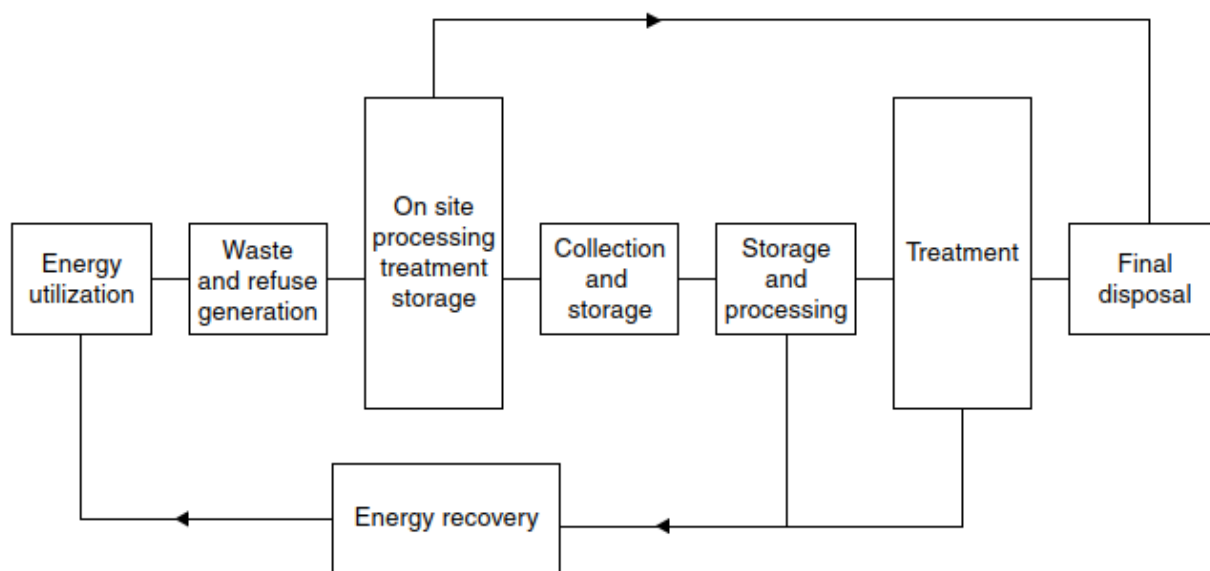 Energy
utilization
Waste
and refuse
generation
On site
processing
treatment
storage
Collection
and
storage
Storage
and
processing
Treatment
Final
disposal
Energy recovery